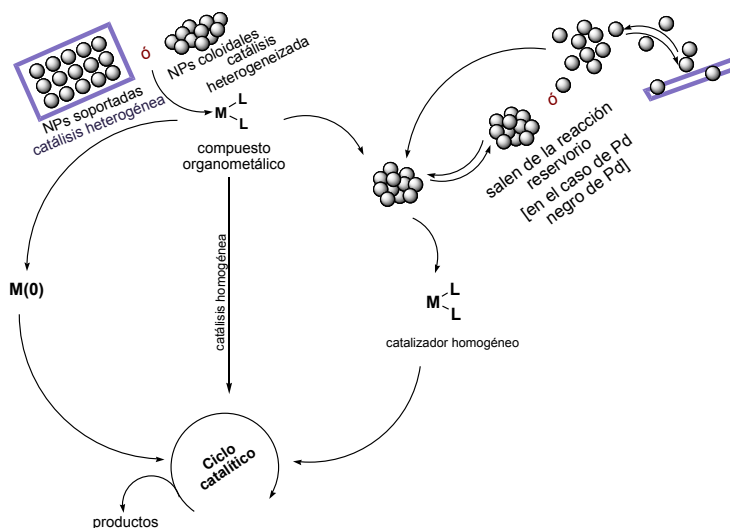 NPs soportadas
catálisis heterogénea
ó
NPs coloidales
catálisis
heterogeneizada
M
L
L
compuesto
organometálico
ó
salen de la reacción
reservorio
[en el caso de Pd
negro de Pd]
M(0)
catálisis homogénea
M
L
L
catalizador homogéneo
Ciclo
catalítico
productos